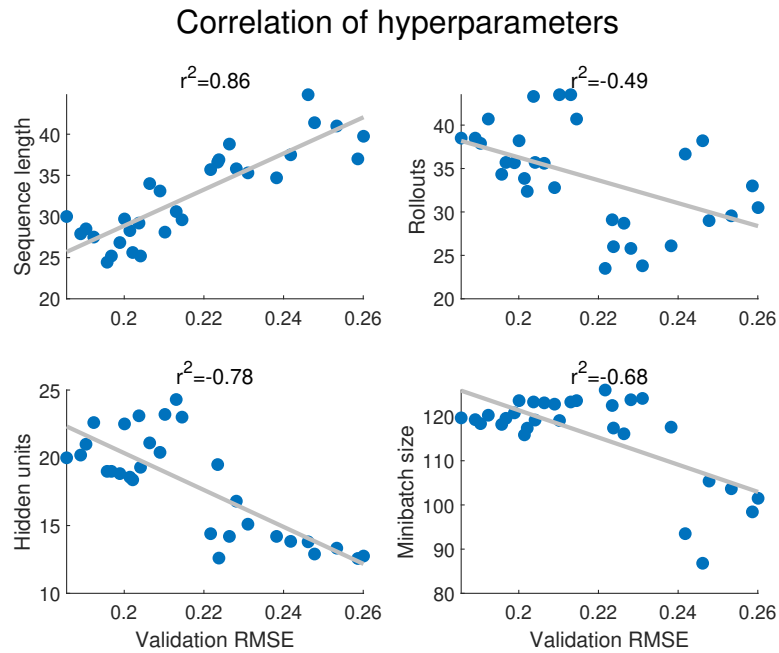 Correlation of hyperparameters
r²=0.86
Sequence length
40
35
30
25
20
0.2 0.22 0.24 0.26
r²=-0.49
Rollouts
40
35
30
25
20
0.2 0.22 0.24 0.26
r²=-0.78
Hidden units
25
20
15
10
0.2 0.22 0.24 0.26
Validation RMSE
r²=-0.68
Minibatch size
120
110
100
90
80
0.2 0.22 0.24 0.26
Validation RMSE